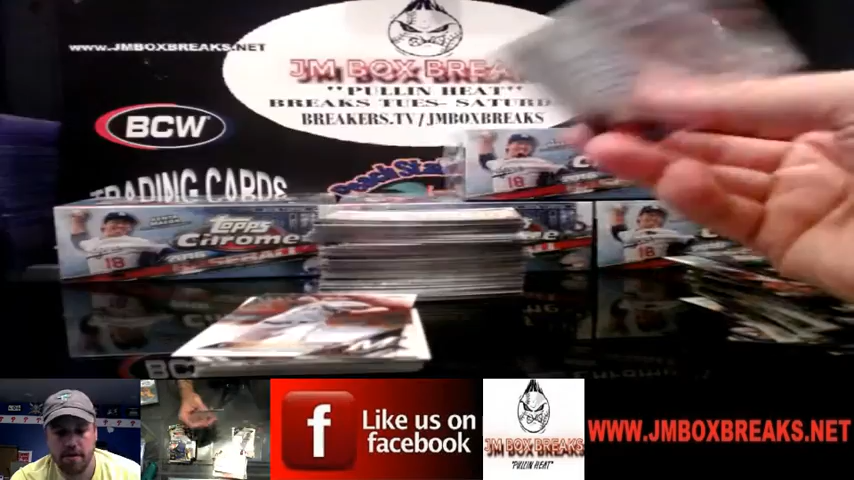 www.JMBOXBREAKS.NET
JM BOX BREAKS
"PULLIN HEAT"
BREAKS TUES- SATURD
BREAKERS.TV/JMBOXBREAKS
BCW
TRADING CARDS
Topps
Chrome
18
18
18
BCW
f
Like us on
facebook
JM BOX BREAKS
"PULLIN HEAT"
WWW.JMBOXBREAKS.NET